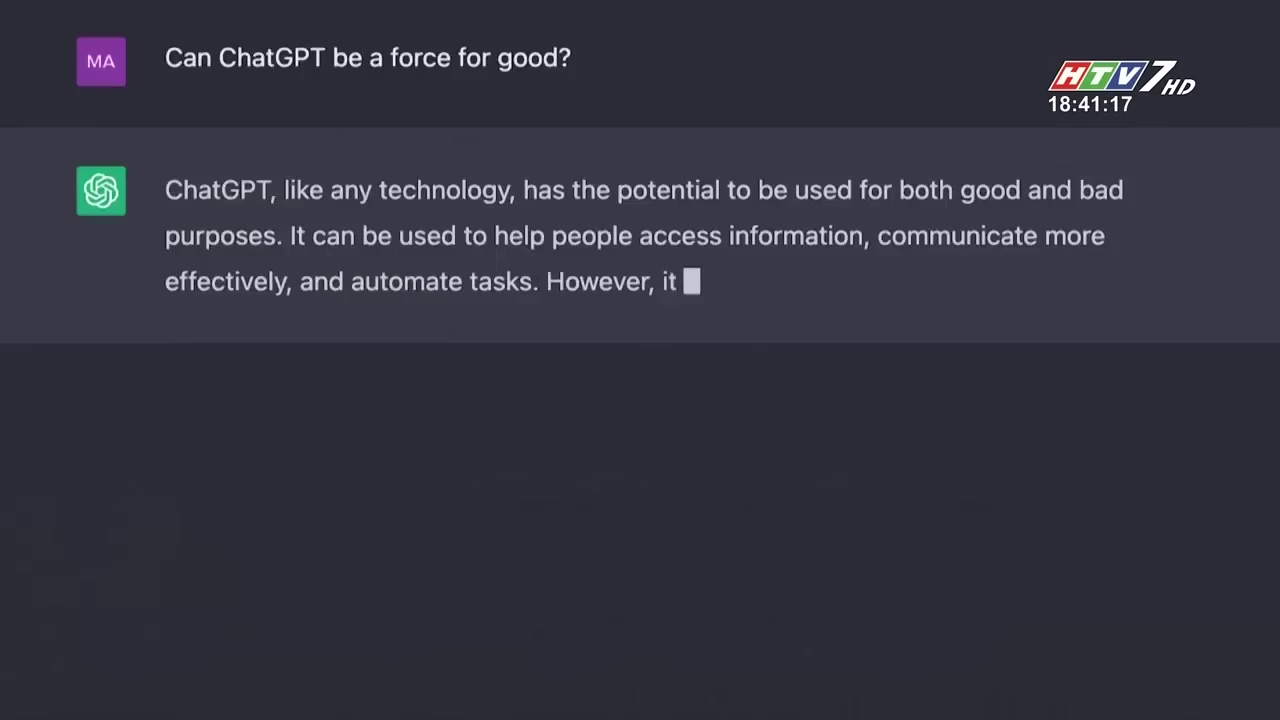 MA
Can ChatGPT be a force for good?
HTV7 HD
18:41:17
ChatGPT, like any technology, has the potential to be used for both good and bad
purposes. It can be used to help people access information, communicate more
effectively, and automate tasks. However, it